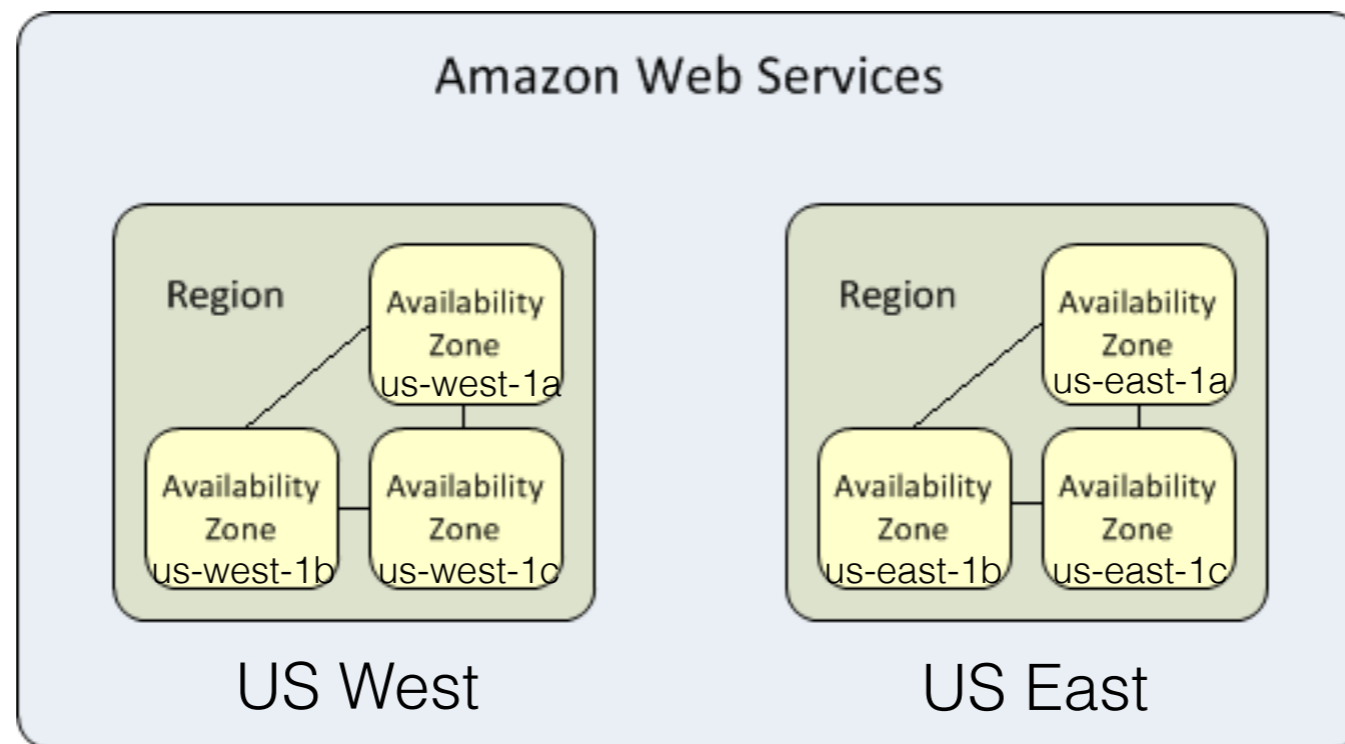 Amazon Web Services
Region
Availability
Zone
us-west-1a
Availability
Zone
us-west-1b
Availability
Zone
us-west-1c
US West
Region
Availability
Zone
us-east-1a
Availability
Zone
us-east-1b
Availability
Zone
us-east-1c
US East